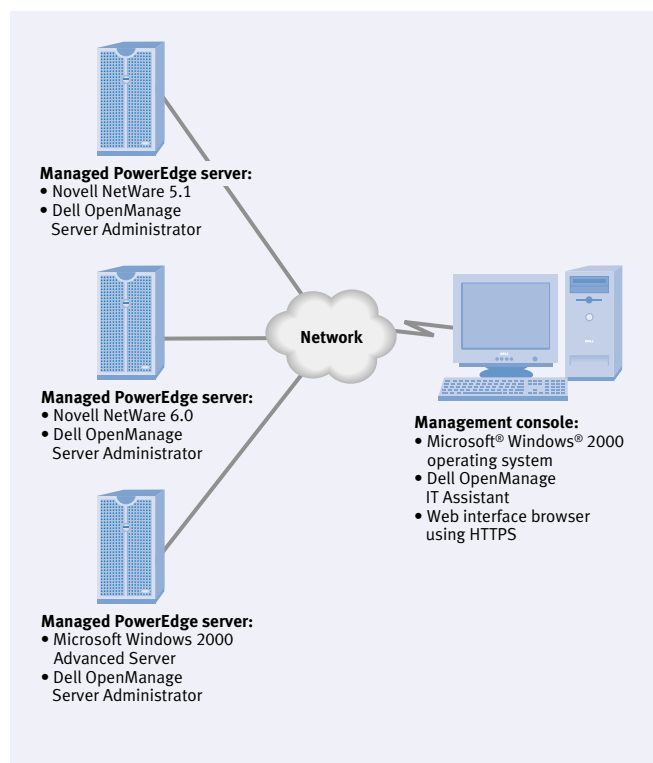 Managed PowerEdge server:
• Novell NetWare 5.1
• Dell OpenManage
Server Administrator
Managed PowerEdge server:
• Novell NetWare 6.0
• Dell OpenManage
Server Administrator
Managed PowerEdge server:
• Microsoft Windows 2000
Advanced Server
• Dell OpenManage
Server Administrator
Network
Management console:
• Microsoft® Windows® 2000
operating system
• Dell OpenManage
IT Assistant
• Web interface browser
using HTTPS